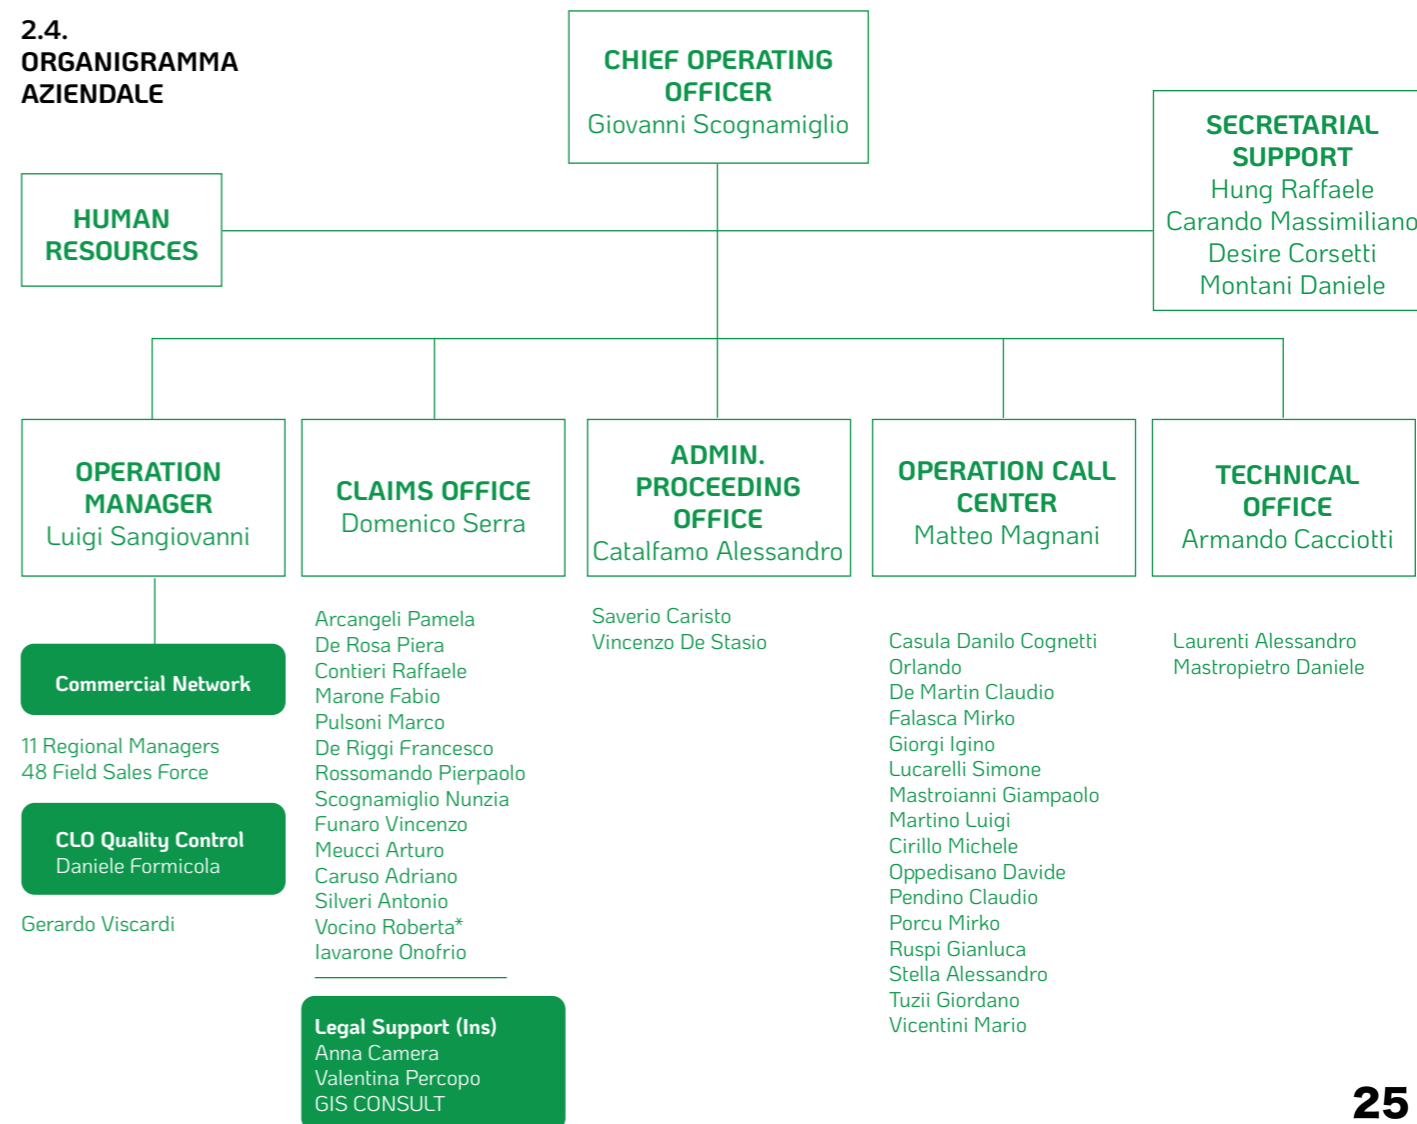 2.4.
ORGANIGRAMMA
AZIENDALE
CHIEF OPERATING
OFFICER
Giovanni Scognamiglio
SECRETARIAL
SUPPORT
Hung Raffaele
Carando Massimiliano
Desire Corsetti
Montani Daniele
HUMAN
RESOURCES
OPERATION
MANAGER
Luigi Sangiovanni
CLAIMS OFFICE
Domenico Serra
ADMIN.
PROCEEDING
OFFICE
Catalfamo Alessandro
OPERATION CALL
CENTER
Matteo Magnani
TECHNICAL
OFFICE
Armando Cacciotti
Commercial Network
11 Regional Managers
48 Field Sales Force
CLO Quality Control
Daniele Formicola
Gerardo Viscardi
Arcangeli Pamela
De Rosa Piera
Contieri Raffaele
Marone Fabio
Pulsoni Marco
De Riggi Francesco
Rossomando Pierpaolo
Scognamiglio Nunzia
Funaro Vincenzo
Meucci Arturo
Caruso Adriano
Silveri Antonio
Vocino Roberta*
Iavarone Onofrio
Legal Support (Ins)
Anna Camera
Valentina Percopo
GIS CONSULT
Saverio Caristo
Vincenzo De Stasio
Casula Danilo Cognetti
Orlando
De Martin Claudio
Falasca Mirko
Giorgi Igino
Lucarelli Simone
Mastroianni Giampaolo
Martino Luigi
Cirillo Michele
Oppedisano Davide
Pendino Claudio
Porcu Mirko
Ruspi Gianluca
Stella Alessandro
Tuzii Giordano
Vicentini Mario
Laurenti Alessandro
Mastropietro Daniele
25